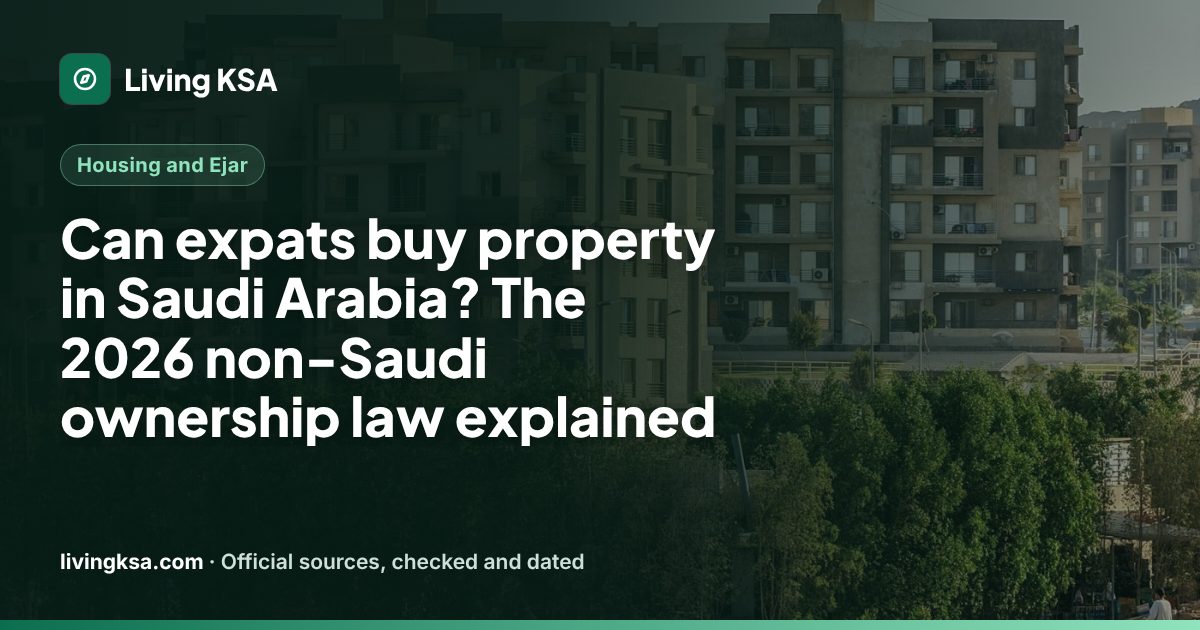 Living KSA
Housing and Ejar
Can expats buy property
in Saudi Arabia? The
2026 non-Saudi
ownership law explained
livingksa.com · Official sources, checked and dated